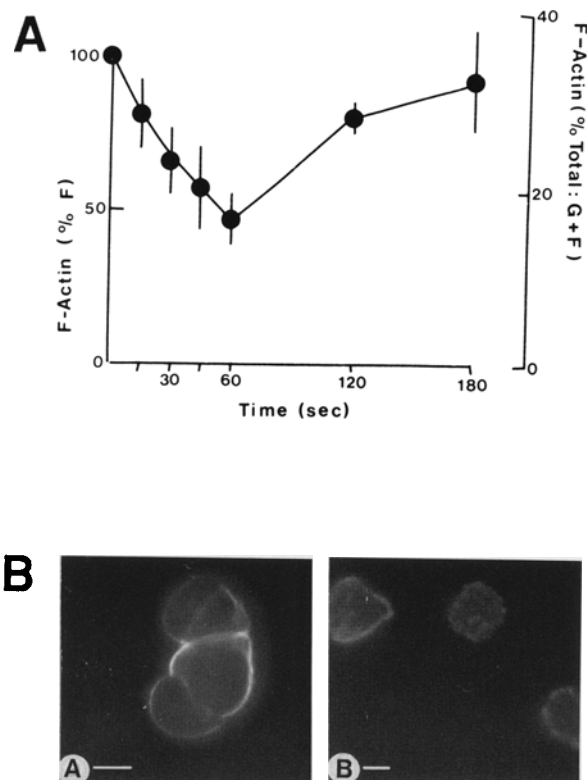 A
100
50
0
F-Actin (% F)
30
60
120
180
Time (sec)
40
20
0
F-Actin (% Total: G+F)
B
A
B